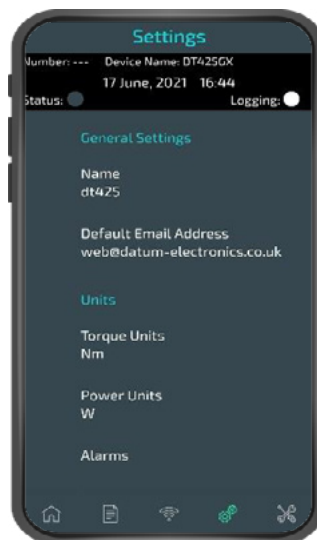 Settings
Number: --- Device Name: DT425GX
17 June, 2021 16:44
Status: Logging:
General Settings
Name
dt425
Default Email Address
web@datum-electronics.co.uk
Units
Torque Units
Nm
Power Units
W
Alarms